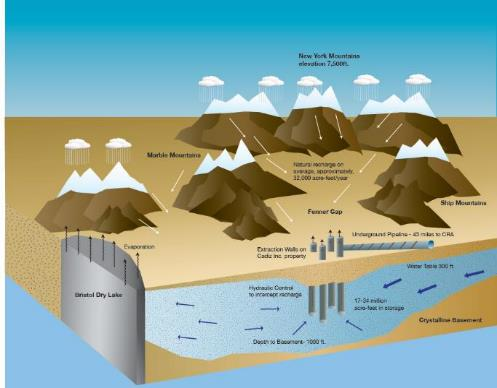 New York Mountains
elevation 7,500ft.
Marble Mountains
Natural recharge on
average, approximately,
32,000 acre-feet/year
Ship Mountains
Fenner Gap
Underground Pipeline - 43 miles to CRA
Evaporation
Extraction Wells on
Cadiz Inc. property
Water Table 300 ft
Bristol Dry Lake
Hydraulic Control
to intercept recharge
17-34 million
acre-feet in storage
Crystalline Basement
Depth to Basement - 1000 ft.